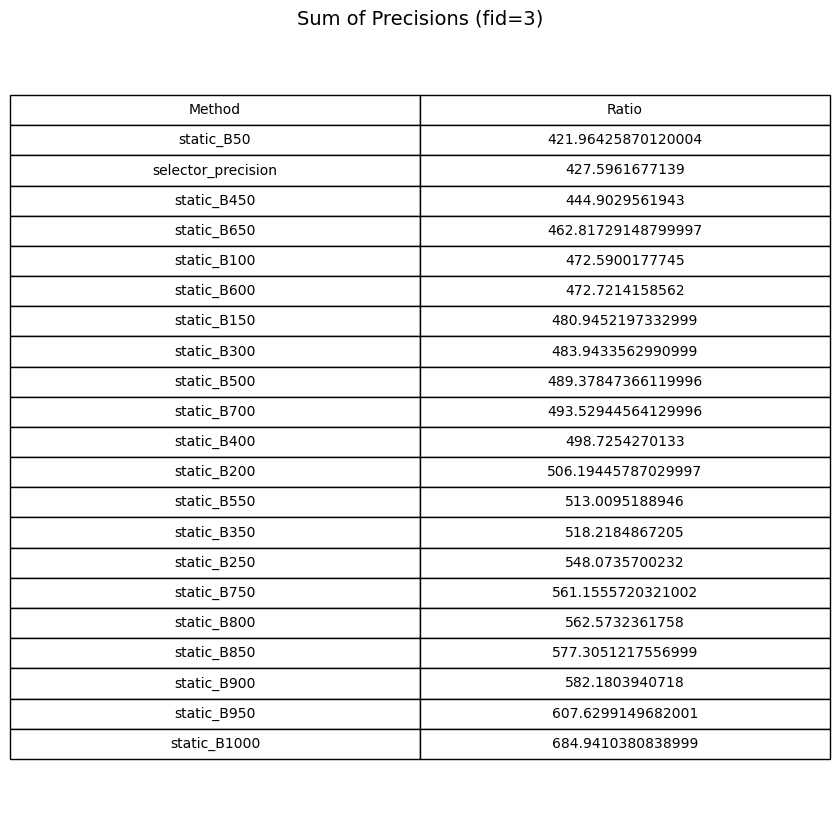 Sum of Precisions (fid=3)
Method Ratio
static_B50 421.96425870120004
selector_precision 427.5961677139
static_B450 444.9029561943
static_B650 462.81729148799997
static_B100 472.5900177745
static_B600 472.7214158562
static_B150 480.9452197332999
static_B300 483.9433562990999
static_B500 489.37847366119996
static_B700 493.52944564129996
static_B400 498.7254270133
static_B200 506.19445787029997
static_B550 513.0095188946
static_B350 518.2184867205
static_B250 548.0735700232
static_B750 561.1555720321002
static_B800 562.5732361758
static_B850 577.3051217556999
static_B900 582.1803940718
static_B950 607.6299149682001
static_B1000 684.9410380838999